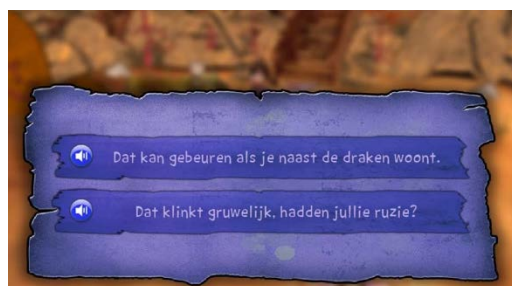 Dat kan gebeuren als je naast de draken woont.
Dat klinkt gruwelijk, hadden jullie ruzie?